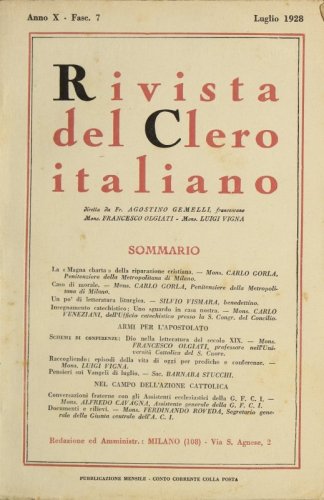 Anno X - Fasc. 7 Luglio 1928
Rivista
del Clero
italiano
diretta da Fr. AGOSTINO GEMELLI, francescano
Mons. FRANCESCO OLGIATI - Mons. LUIGI VIGNA
SOMMARIO
La « Magna charta » della riparazione cristiana. — Mons. CARLO GORLA,
Penitenziere della Metropolitana di Milano.
Caso di morale. — Mons. CARLO GORLA, Penitenziere della Metropoli-
tana di Milano.
Un po' di letteratura liturgica. — SILVIO VISMARA, benedettino.
Insegnamento catechistico: Uno sguardo in casa nostra. — Mons. CARLO
VENEZIANI, dell'Ufficio catechistico presso la S. Congr. del Concilio.
ARMI PER L'APOSTOLATO
SCHEMI DI CONFERENZE: Dio nella letteratura del secolo XIX. — Mons.
FRANCESCO OLGIATI, professore nell'Uni-
versità Cattolica del S. Cuore.
Raccogliendo: episodi della vita di oggi per prediche e conferenze. —
Mons. LUIGI VIGNA.
Pensieri sui Vangeli di luglio. — Sac. BARNABA STUCCHI.
NEL CAMPO DELL'AZIONE CATTOLICA
Conversazioni fraterne con gli Assistenti ecclesiastici della G. F. C. I. —
Mons. ALFREDO CAVAGNA, Assistente generale della G. F. C. I.
Documenti e rilievi. — Mons. FERDINANDO ROVEDA, Segretario gene-
rale della Giunta centrale dell'A. C. I.
Redazione ed Amministr.: MILANO (108) - Via S. Agnese, 2
PUBBLICAZIONE MENSILE - CONTO CORRENTE COLLA POSTA